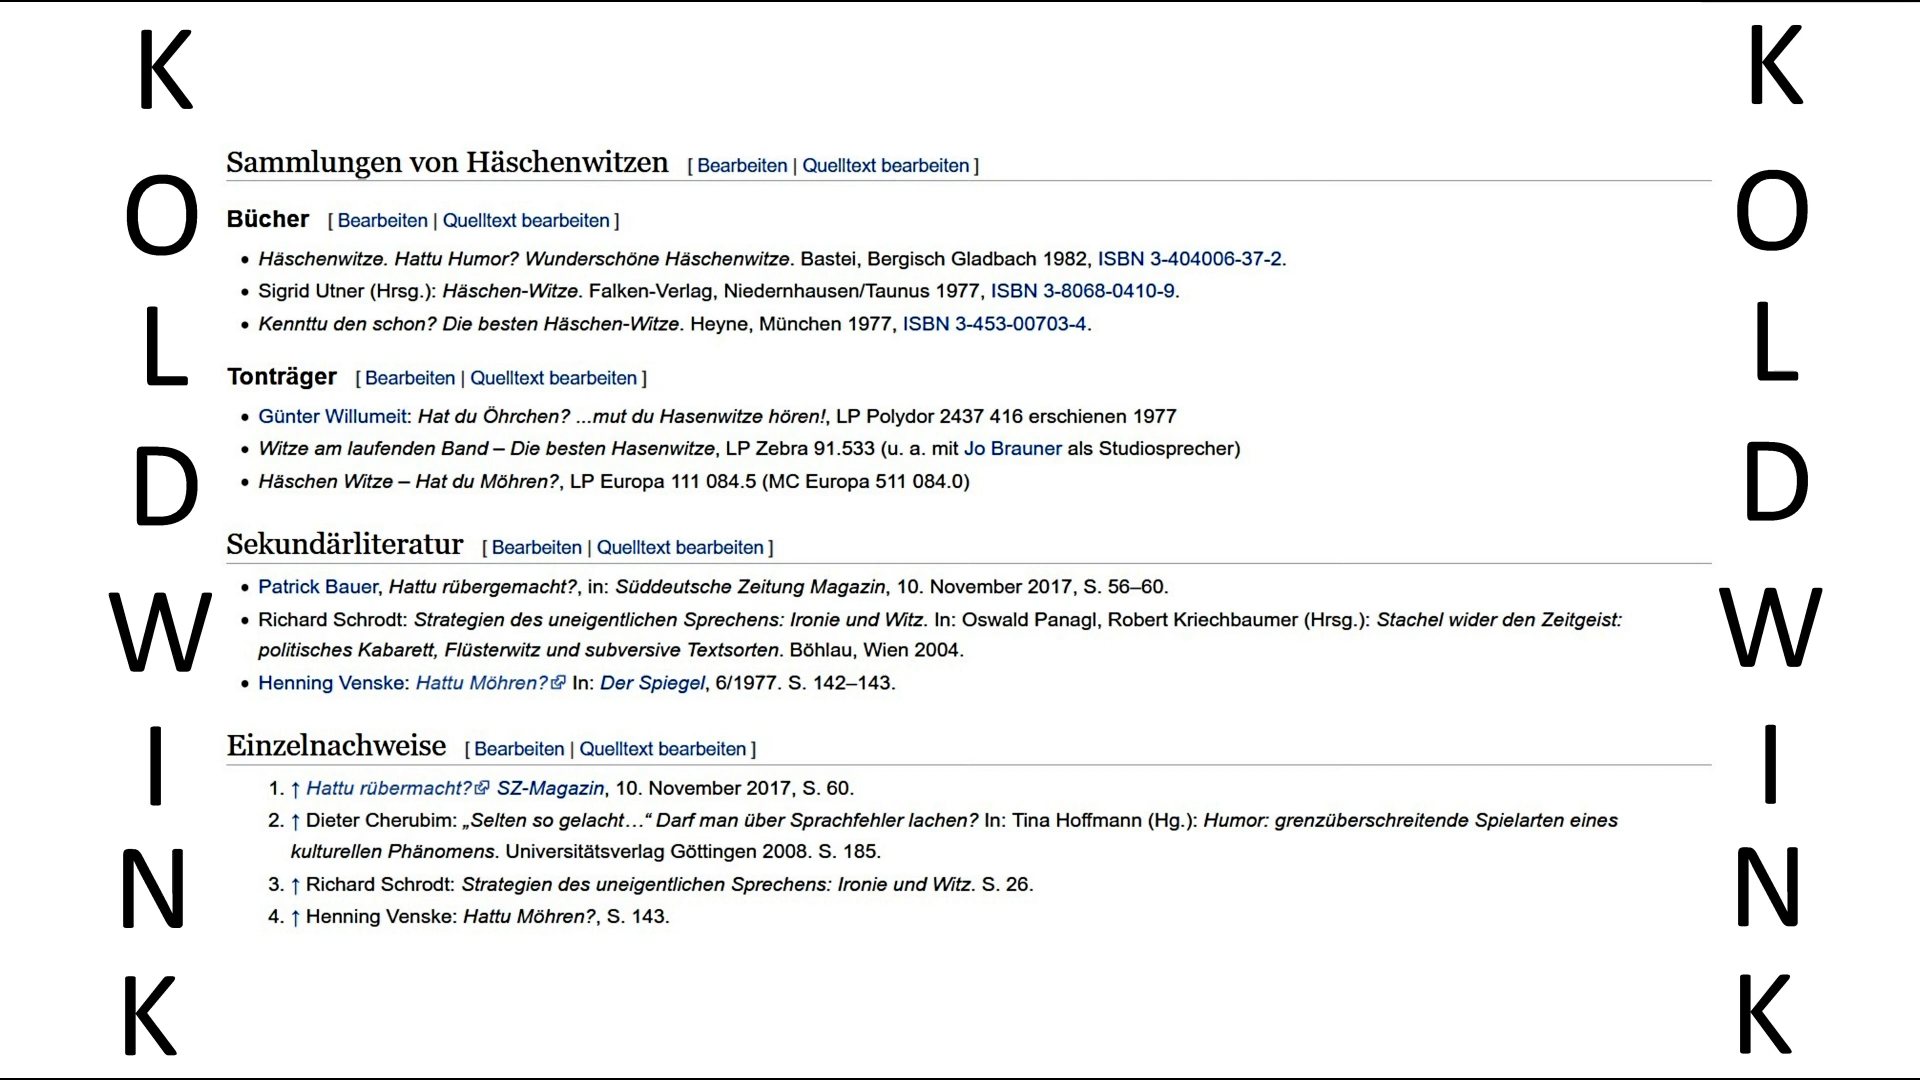 K
O
L
D
W
I
N
K
Sammlungen von Häschenwitzen [ Bearbeiten | Quelltext bearbeiten ]
Bücher [ Bearbeiten | Quelltext bearbeiten ]
• Häschenwitze. Hattu Humor? Wunderschöne Häschenwitze. Bastei, Bergisch Gladbach 1982, ISBN 3-404006-37-2.
• Sigrid Utner (Hrsg.): Häschen-Witze. Falken-Verlag, Niedernhausen/Taunus 1977, ISBN 3-8068-0410-9.
• Kennttu den schon? Die besten Häschen-Witze. Heyne, München 1977, ISBN 3-453-00703-4.
Tonträger [ Bearbeiten | Quelltext bearbeiten ]
• Günter Willumeit: Hat du Öhrchen? ...mut du Hasenwitze hören!, LP Polydor 2437 416 erschienen 1977
• Witze am laufenden Band – Die besten Hasenwitze, LP Zebra 91.533 (u. a. mit Jo Brauner als Studiosprecher)
• Häschen Witze – Hat du Möhren?, LP Europa 111 084.5 (MC Europa 511 084.0)
Sekundärliteratur [ Bearbeiten | Quelltext bearbeiten ]
• Patrick Bauer, Hattu rübergemacht?, in: Süddeutsche Zeitung Magazin, 10. November 2017, S. 56–60.
• Richard Schrodt: Strategien des uneigentlichen Sprechens: Ironie und Witz. In: Oswald Panagl, Robert Kriechbaumer (Hrsg.): Stachel wider den Zeitgeist:
politisches Kabarett, Flüsterwitz und subversive Textsorten. Böhlau, Wien 2004.
• Henning Venske: Hattu Möhren? In: Der Spiegel, 6/1977. S. 142–143.
Einzelnachweise [ Bearbeiten | Quelltext bearbeiten ]
1. ↑ Hattu rübermacht? SZ-Magazin, 10. November 2017, S. 60.
2. ↑ Dieter Cherubim: „Selten so gelacht…“ Darf man über Sprachfehler lachen? In: Tina Hoffmann (Hg.): Humor: grenzüberschreitende Spielarten eines
kulturellen Phänomens. Universitätsverlag Göttingen 2008. S. 185.
3. ↑ Richard Schrodt: Strategien des uneigentlichen Sprechens: Ironie und Witz. S. 26.
4. ↑ Henning Venske: Hattu Möhren?, S. 143.
K
O
L
D
W
I
N
K